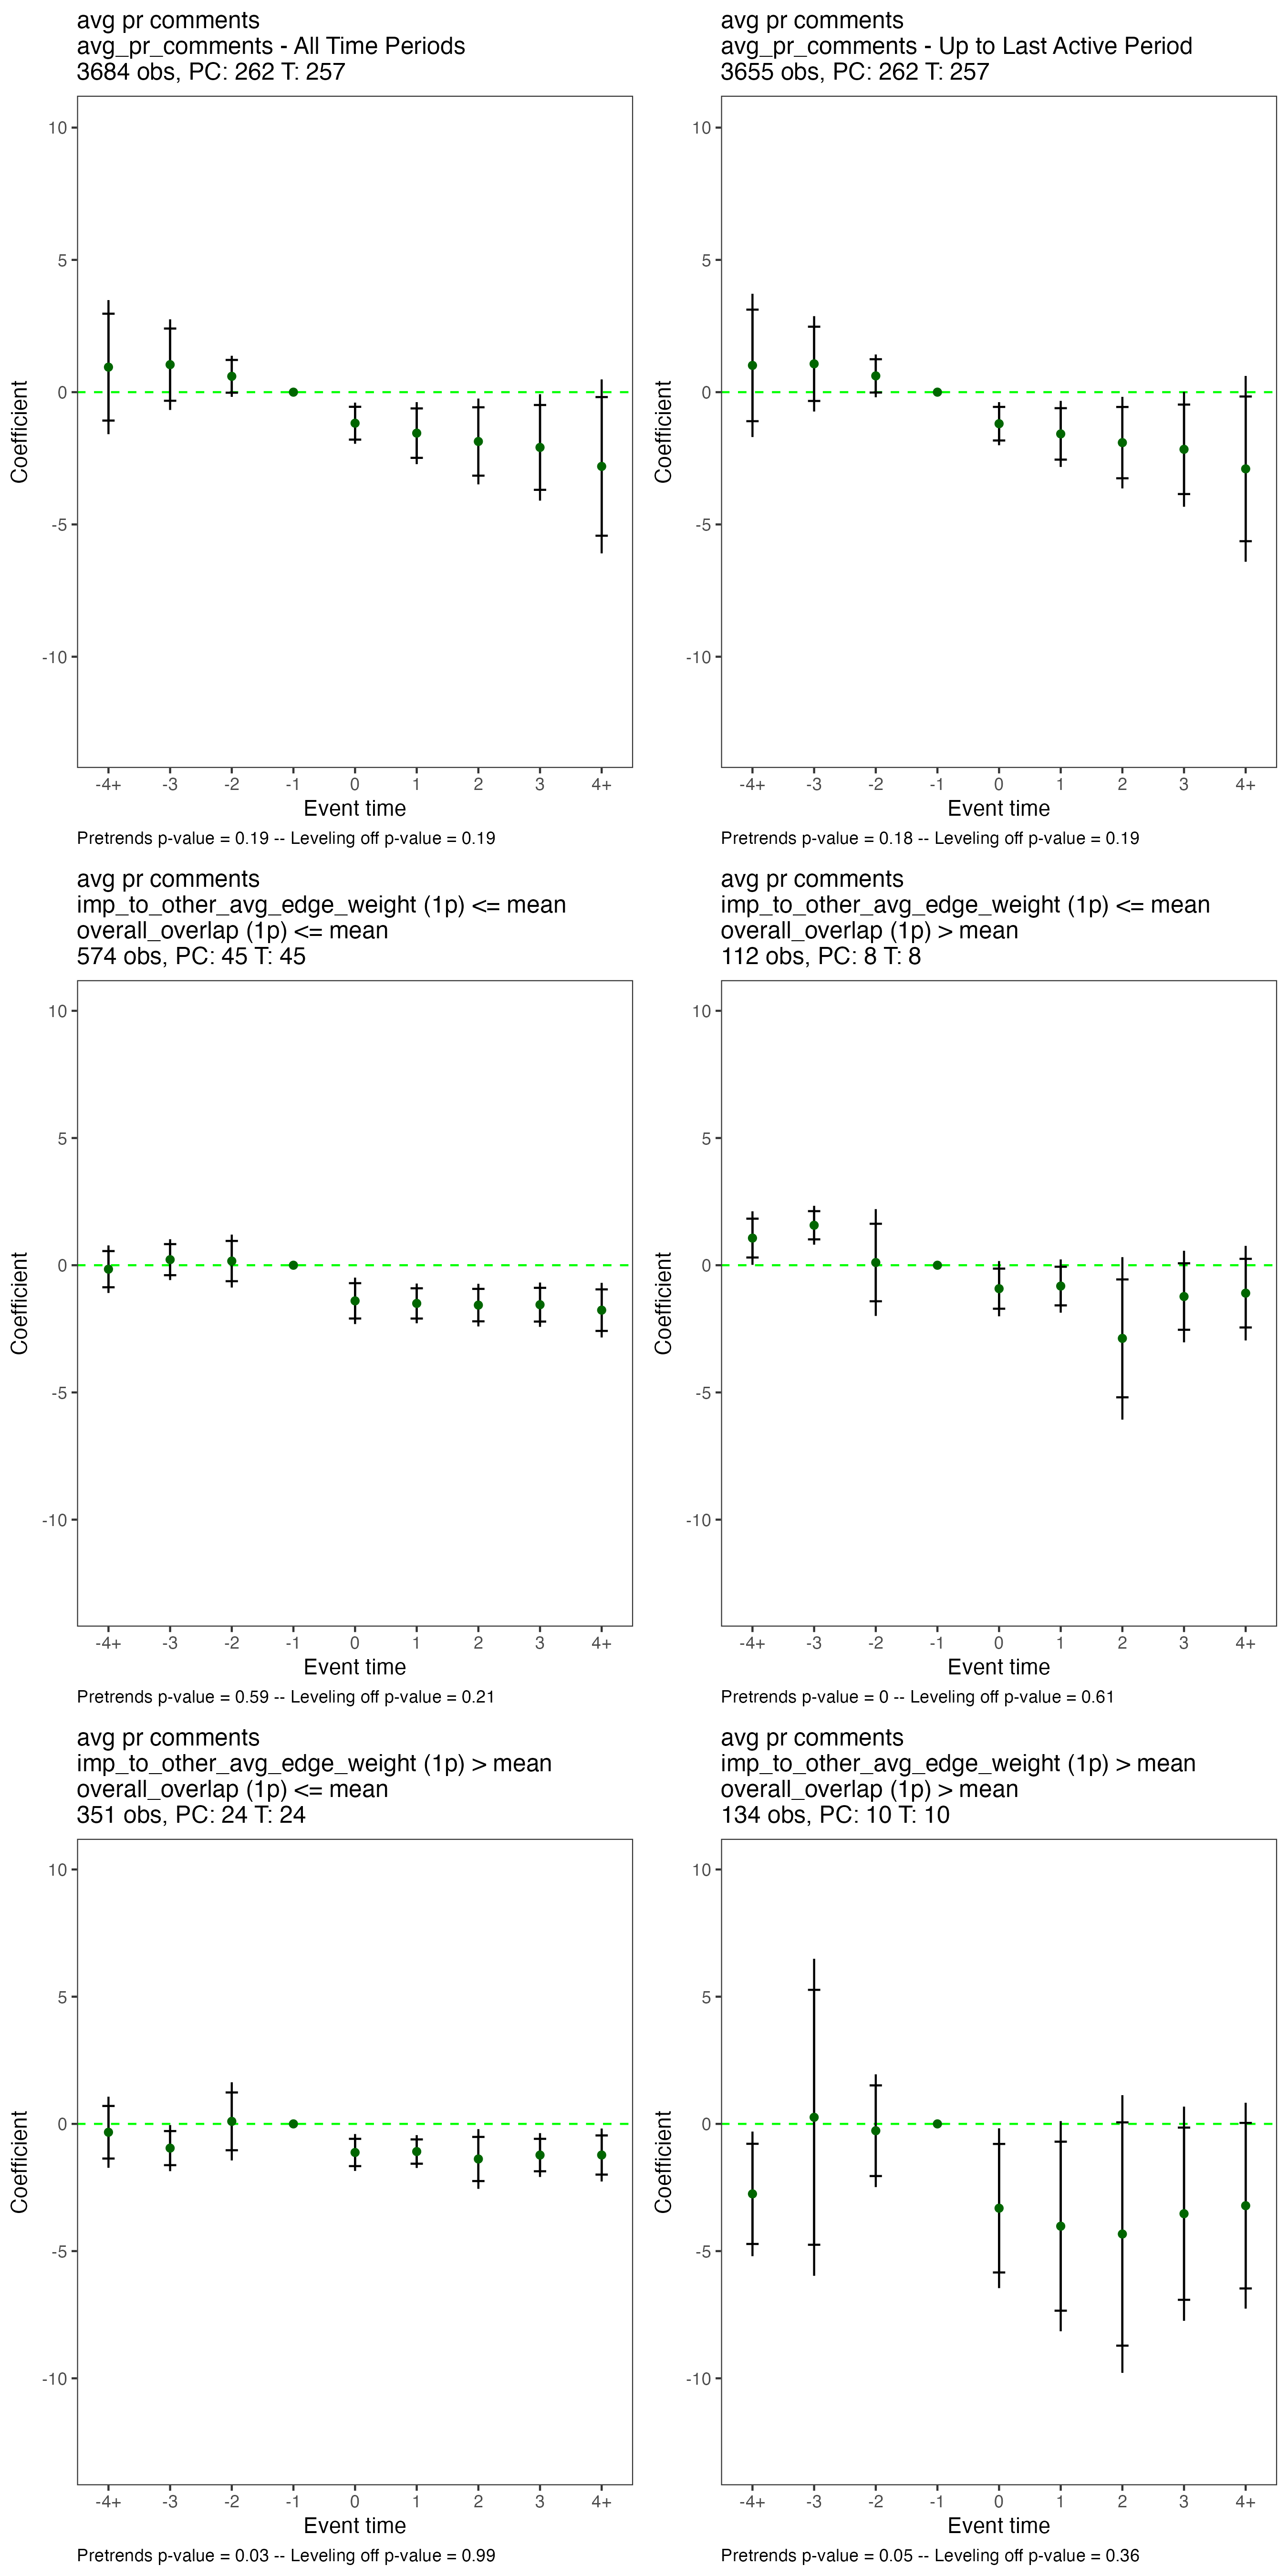 avg pr comments
avg_pr_comments - All Time Periods
3684 obs, PC: 262 T: 257
10
5
0
-5
-10
Coefficient
-4+ -3 -2 -1 0 1 2 3 4+
Event time
Pretrends p-value = 0.19 -- Leveling off p-value = 0.19
avg pr comments
avg_pr_comments - Up to Last Active Period
3655 obs, PC: 262 T: 257
10
5
0
-5
-10
Coefficient
-4+ -3 -2 -1 0 1 2 3 4+
Event time
Pretrends p-value = 0.18 -- Leveling off p-value = 0.19
avg pr comments
imp_to_other_avg_edge_weight (1p) <= mean
overall_overlap (1p) <= mean
574 obs, PC: 45 T: 45
10
5
0
-5
-10
Coefficient
-4+ -3 -2 -1 0 1 2 3 4+
Event time
Pretrends p-value = 0.59 -- Leveling off p-value = 0.21
avg pr comments
imp_to_other_avg_edge_weight (1p) <= mean
overall_overlap (1p) > mean
112 obs, PC: 8 T: 8
10
5
0
-5
-10
Coefficient
-4+ -3 -2 -1 0 1 2 3 4+
Event time
Pretrends p-value = 0 -- Leveling off p-value = 0.61
avg pr comments
imp_to_other_avg_edge_weight (1p) > mean
overall_overlap (1p) <= mean
351 obs, PC: 24 T: 24
10
5
0
-5
-10
Coefficient
-4+ -3 -2 -1 0 1 2 3 4+
Event time
Pretrends p-value = 0.03 -- Leveling off p-value = 0.99
avg pr comments
imp_to_other_avg_edge_weight (1p) > mean
overall_overlap (1p) > mean
134 obs, PC: 10 T: 10
10
5
0
-5
-10
Coefficient
-4+ -3 -2 -1 0 1 2 3 4+
Event time
Pretrends p-value = 0.05 -- Leveling off p-value = 0.36